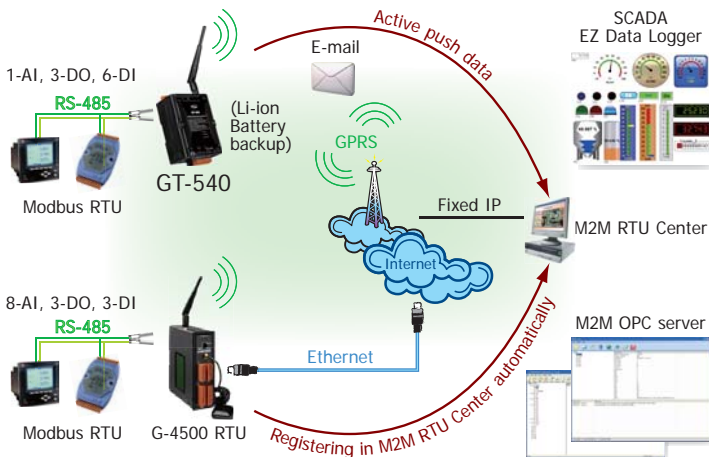 SCADA
EZ Data Logger
Active push data
E-mail
1-AI, 3-DO, 6-DI
RS-485
(Li-ion
Battery
backup)
GPRS
GT-540
Modbus RTU
Fixed IP
M2M RTU Center
Internet
8-AI, 3-DO, 3-DI
RS-485
Ethernet
M2M OPC server
Modbus RTU
G-4500 RTU
Registering in M2M RTU Center automatically